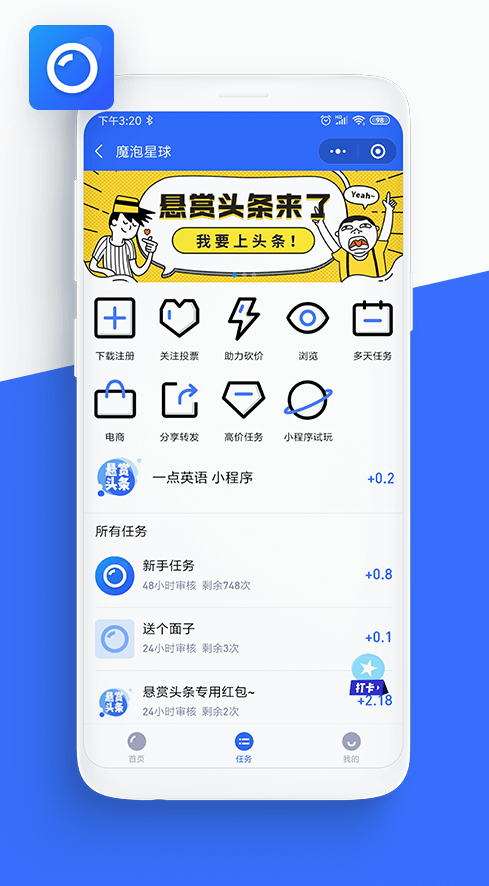 下午3:20
98
魔泡星球
悬赏头条来了
Yeah~
我要上头条！
下载注册
关注投票
助力砍价
浏览
多天任务
电商
分享转发
高价任务
小程序试玩
悬赏
头条
一点英语 小程序
+0.2
所有任务
新手任务
+0.8
48小时审核 剩余748次
送个面子
+0.1
24小时审核 剩余3次
打卡
悬赏头条专用红包~
悬赏
头条
+2.18
24小时审核 剩余2次
首页
任务
我的